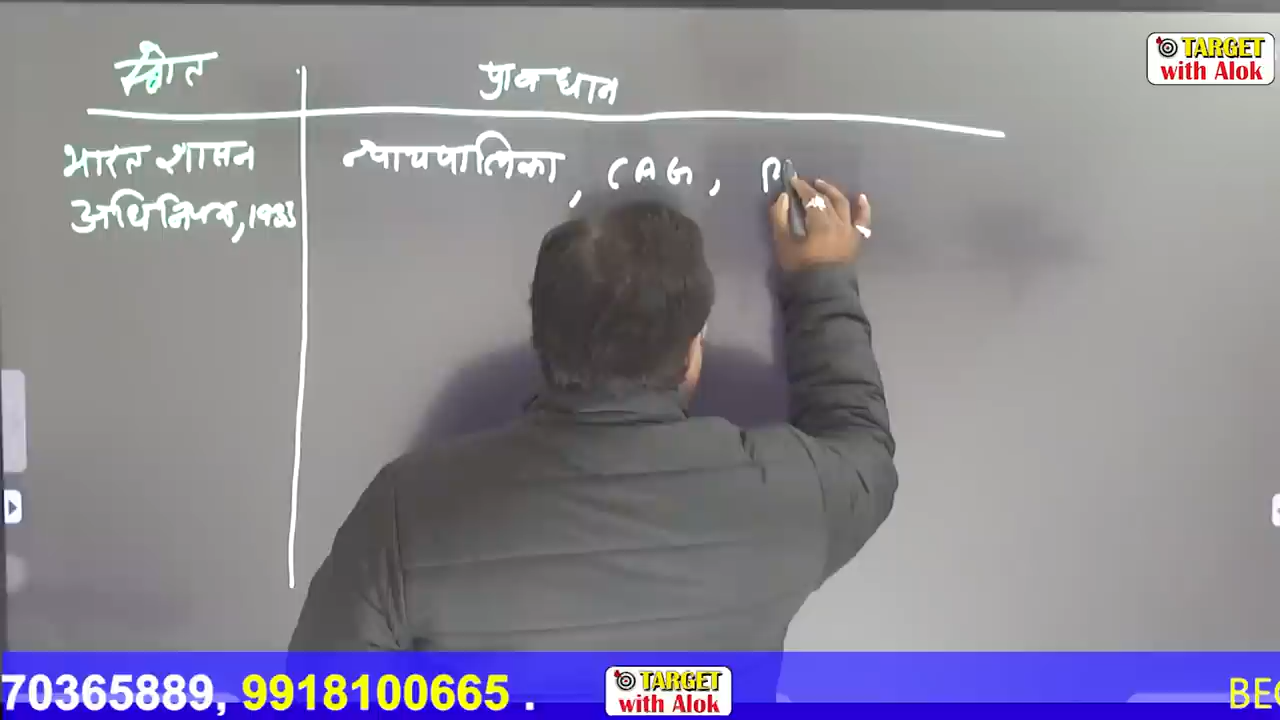 TARGET
with Alok
स्त्रोत
प्रावधान
भारत शासन
न्यायपालिका, CAG,
अधिनियम, 1935
70365889, 9918100665 .
TARGET
with Alok